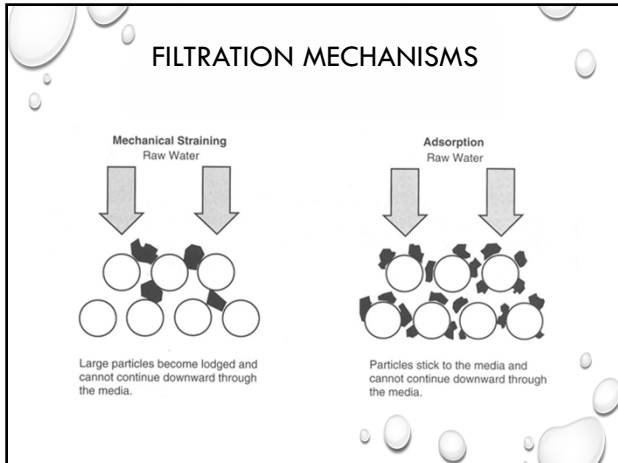 FILTRATION MECHANISMS
Mechanical Straining
Raw Water
Large particles become lodged and
cannot continue downward through
the media.
Adsorption
Raw Water
Particles stick to the media and
cannot continue downward through
the media.